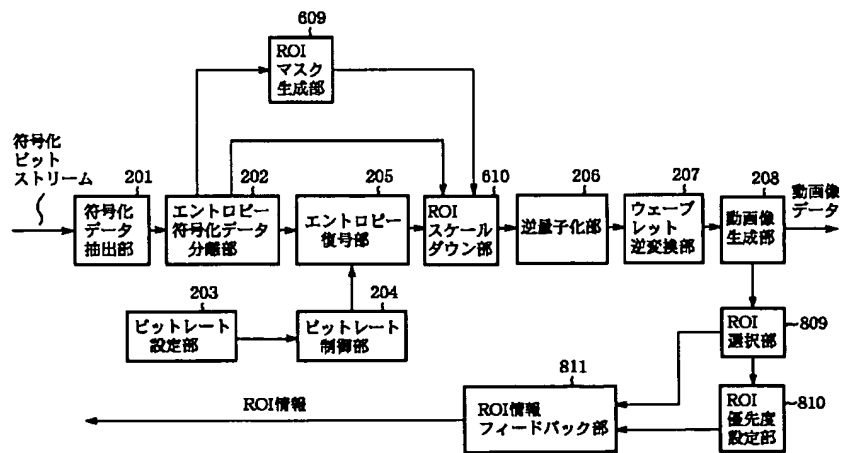 609
ROI
マスク
生成部
符号化
ビット
ストリーム
201
202
205
610
206
207
208
動画像
データ
符号化
データ
抽出部
エントロピー
符号化データ
分離部
エントロピー
復号部
ROI
スケール
ダウン部
逆量子化部
ウェーブ
レット
逆変換部
動画像
生成部
203
204
ビットレート
設定部
ビットレート
制御部
ROI
選択部
809
811
ROI情報
ROI情報
フィードバック部
ROI
優先度
設定部
810